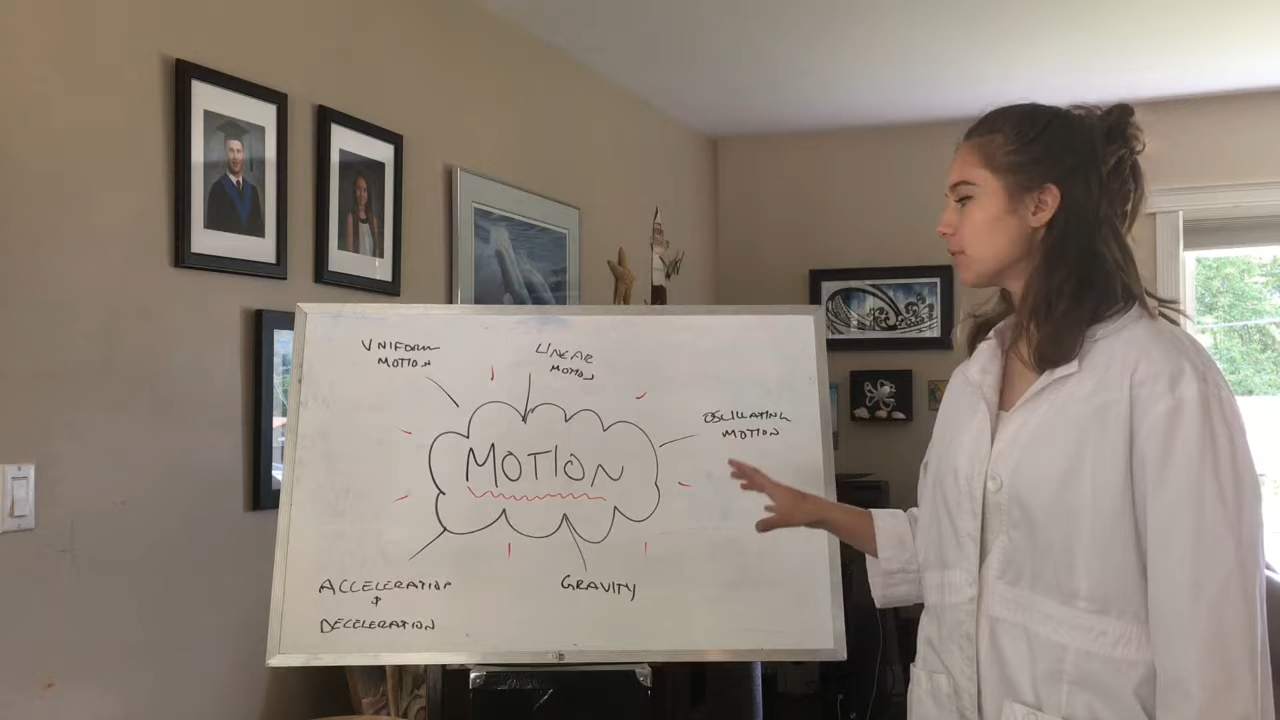 UNIFORM
MOTION
LINEAR
MOTION
OSCILLATING
MOTION
MOTION
ACCELERATION
&
DECELERATION
GRAVITY